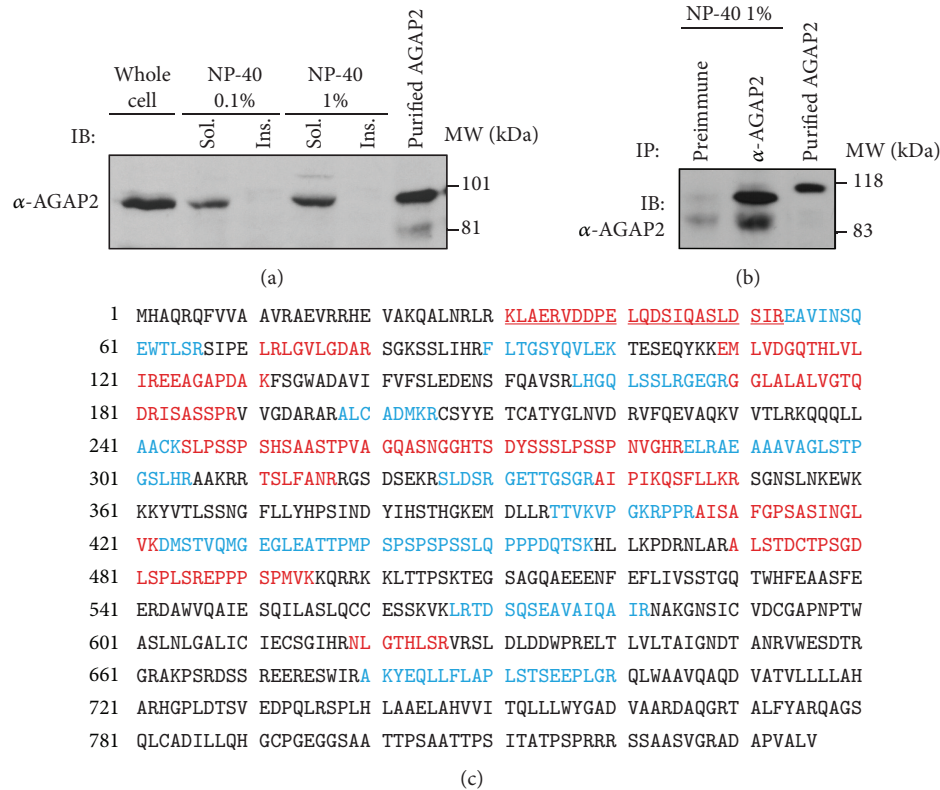 Whole cell
NP-40 0.1%
NP-40 1%
Purified AGAP2
IB:
Sol.
Ins.
Sol.
Ins.
MW (kDa)
α-AGAP2
101
81
(a)
NP-40 1%
IP:
Preimmune
α-AGAP2
Purified AGAP2
MW (kDa)
IB:
α-AGAP2
118
83
(b)
1 MHAQRQFVVA AVRAEVRRHE VAKQALNRLR KLAERVDDPE LQDSIQASLD SIREAVINSQ
61 EWTLSRSIPE LRLGVLGDAR SGKSSLIHRF LTGSYQVLEK TESEQYKKEM LVDGQTHLVL
121 IREEAGAPDA KFSGWADAVI FVFSLEDENS FQAVSRLHGQ LSSLRGEGRG GLALALVGTQ
181 DRISASSPRV VGDARARALC ADMKRCSYYE TCATYGLNVD RVFQEVAQKV VTLRKQQQLL
241 AACKSLPSSP SHSAASTPVA GQASNGGHTS DYSSSLPSSP NVGHRELRAE AAAVAGLSTP
301 GSLHRAAKRR TSLFANRRGS DSEKRSLDSR GETTGSGRAI PIKQSFLLKR SGNSLNKEWK
361 KKYVTLSSNG FLLYHPSIND YIHSTHGKEM DLLRTTVKVP GKRPPRAISA FGPSASINGL
421 VKDMSTVQMG EGLEATTPMP SPSPSPSSLQ PPPDQTSKHL LKPDRNLARA LSTDCTPSGD
481 LSPLSREPPP SPMVKKQRRK KLTTPSKTEG SAGQAEEENF EFLIVSSTGQ TWHFEAASFE
541 ERDAWVQAIE SQILASLQCC ESSKVKLRTD SQSEAVAIQA IRNAKGNSIC VDCGAPNPTW
601 ASLNLGALIC IECSGIHRNL GTHLSRVRSL DLDDWPRELT LVLTAIGNDT ANRVWESDTR
661 GRAKPSRDSS REERESWIRA KYEQLLFLAP LSTSEEPLGR QLWAAVQAQD VATVLLLLAH
721 ARHGPLDTSV EDPQLRSPLH LAAELAHVVI TQLLLWYGAD VAARDAQGRT ALFYARQAGS
781 QLCADILLQH GCPGEGGSAA TTPSAATTPS ITATPSPRRR SSAASVGRAD APVALV
(c)